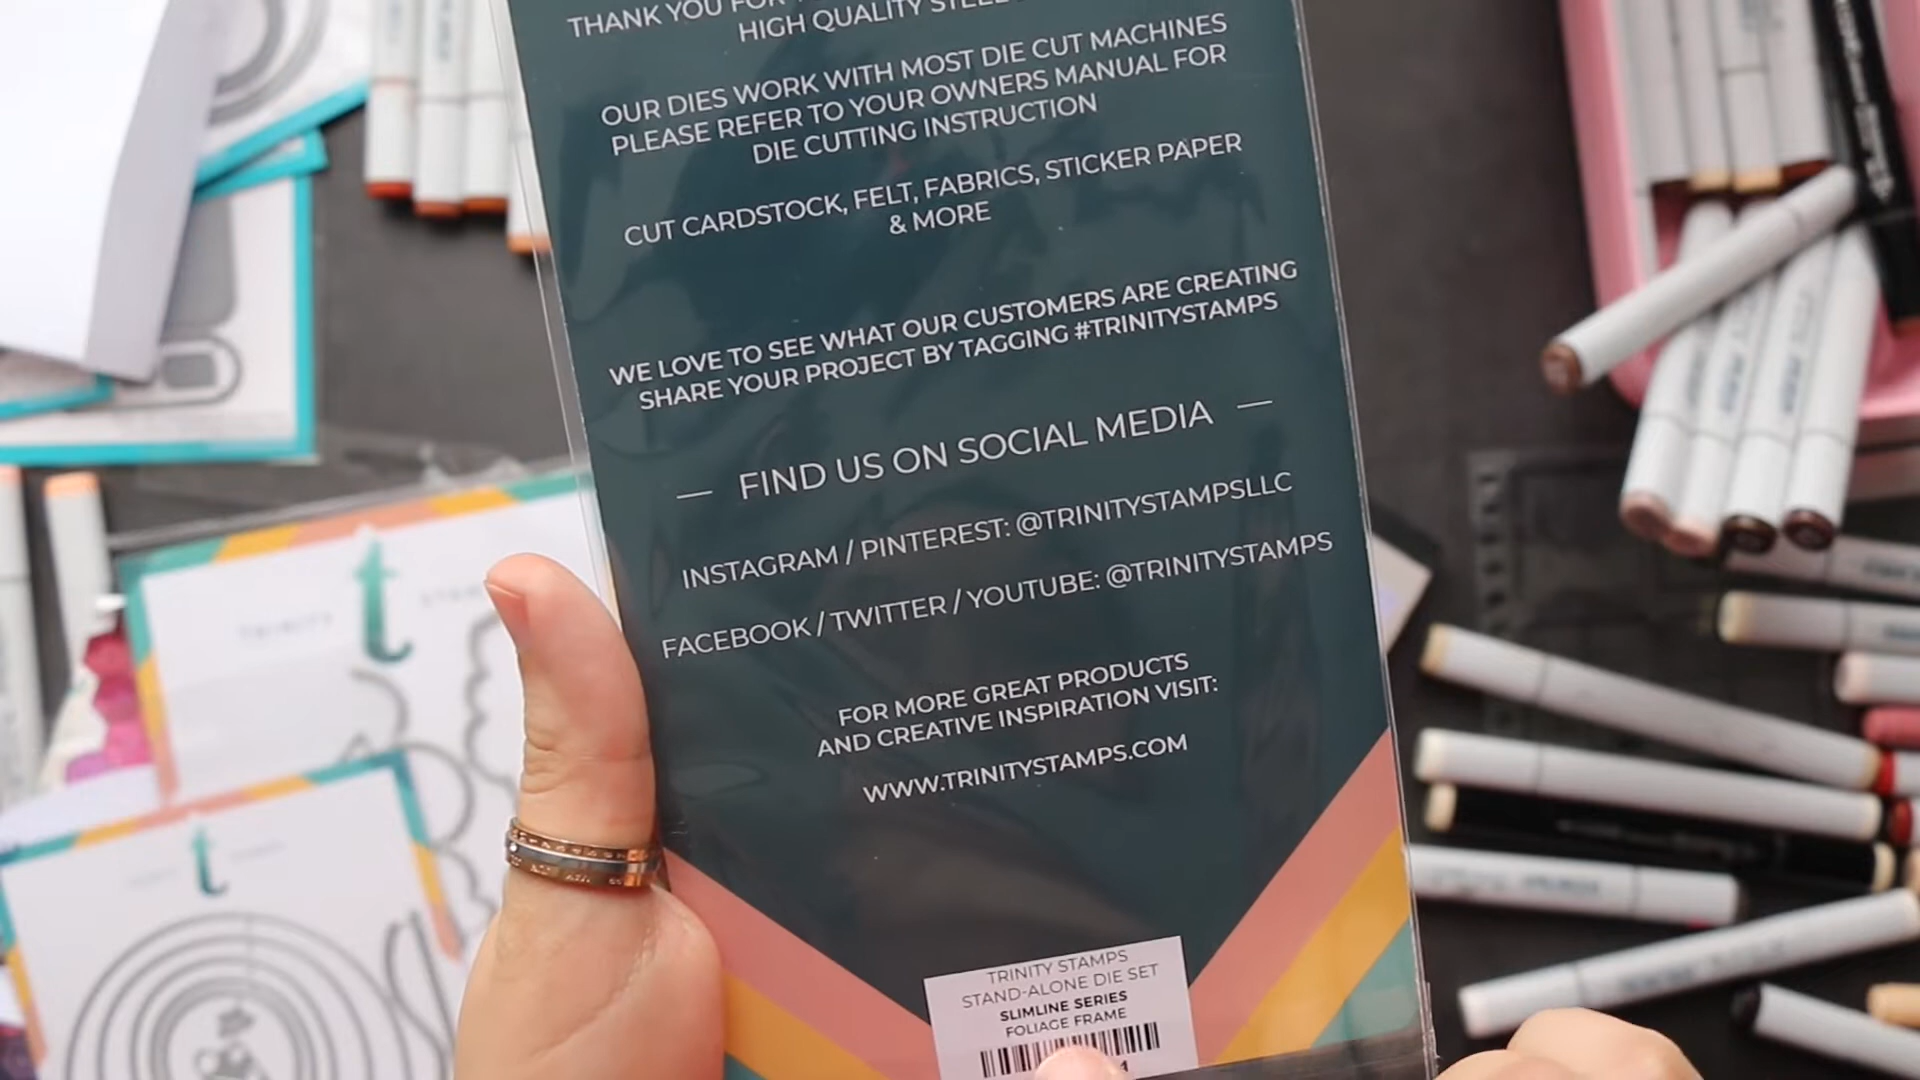 THANK YOU FOR
HIGH QUALITY STEEL
OUR DIES WORK WITH MOST DIE CUT MACHINES
PLEASE REFER TO YOUR OWNERS MANUAL FOR
DIE CUTTING INSTRUCTION
CUT CARDSTOCK, FELT, FABRICS, STICKER PAPER
& MORE
WE LOVE TO SEE WHAT OUR CUSTOMERS ARE CREATING
SHARE YOUR PROJECT BY TAGGING #TRINITYSTAMPS
— FIND US ON SOCIAL MEDIA —
INSTAGRAM / PINTEREST: @TRINITYSTAMPSLLC
FACEBOOK / TWITTER / YOUTUBE: @TRINITYSTAMPS
FOR MORE GREAT PRODUCTS
AND CREATIVE INSPIRATION VISIT:
WWW.TRINITYSTAMPS.COM
TRINITY STAMPS
STAND-ALONE DIE SET
SLIMLINE SERIES
FOLIAGE FRAME
TRINITY t
t